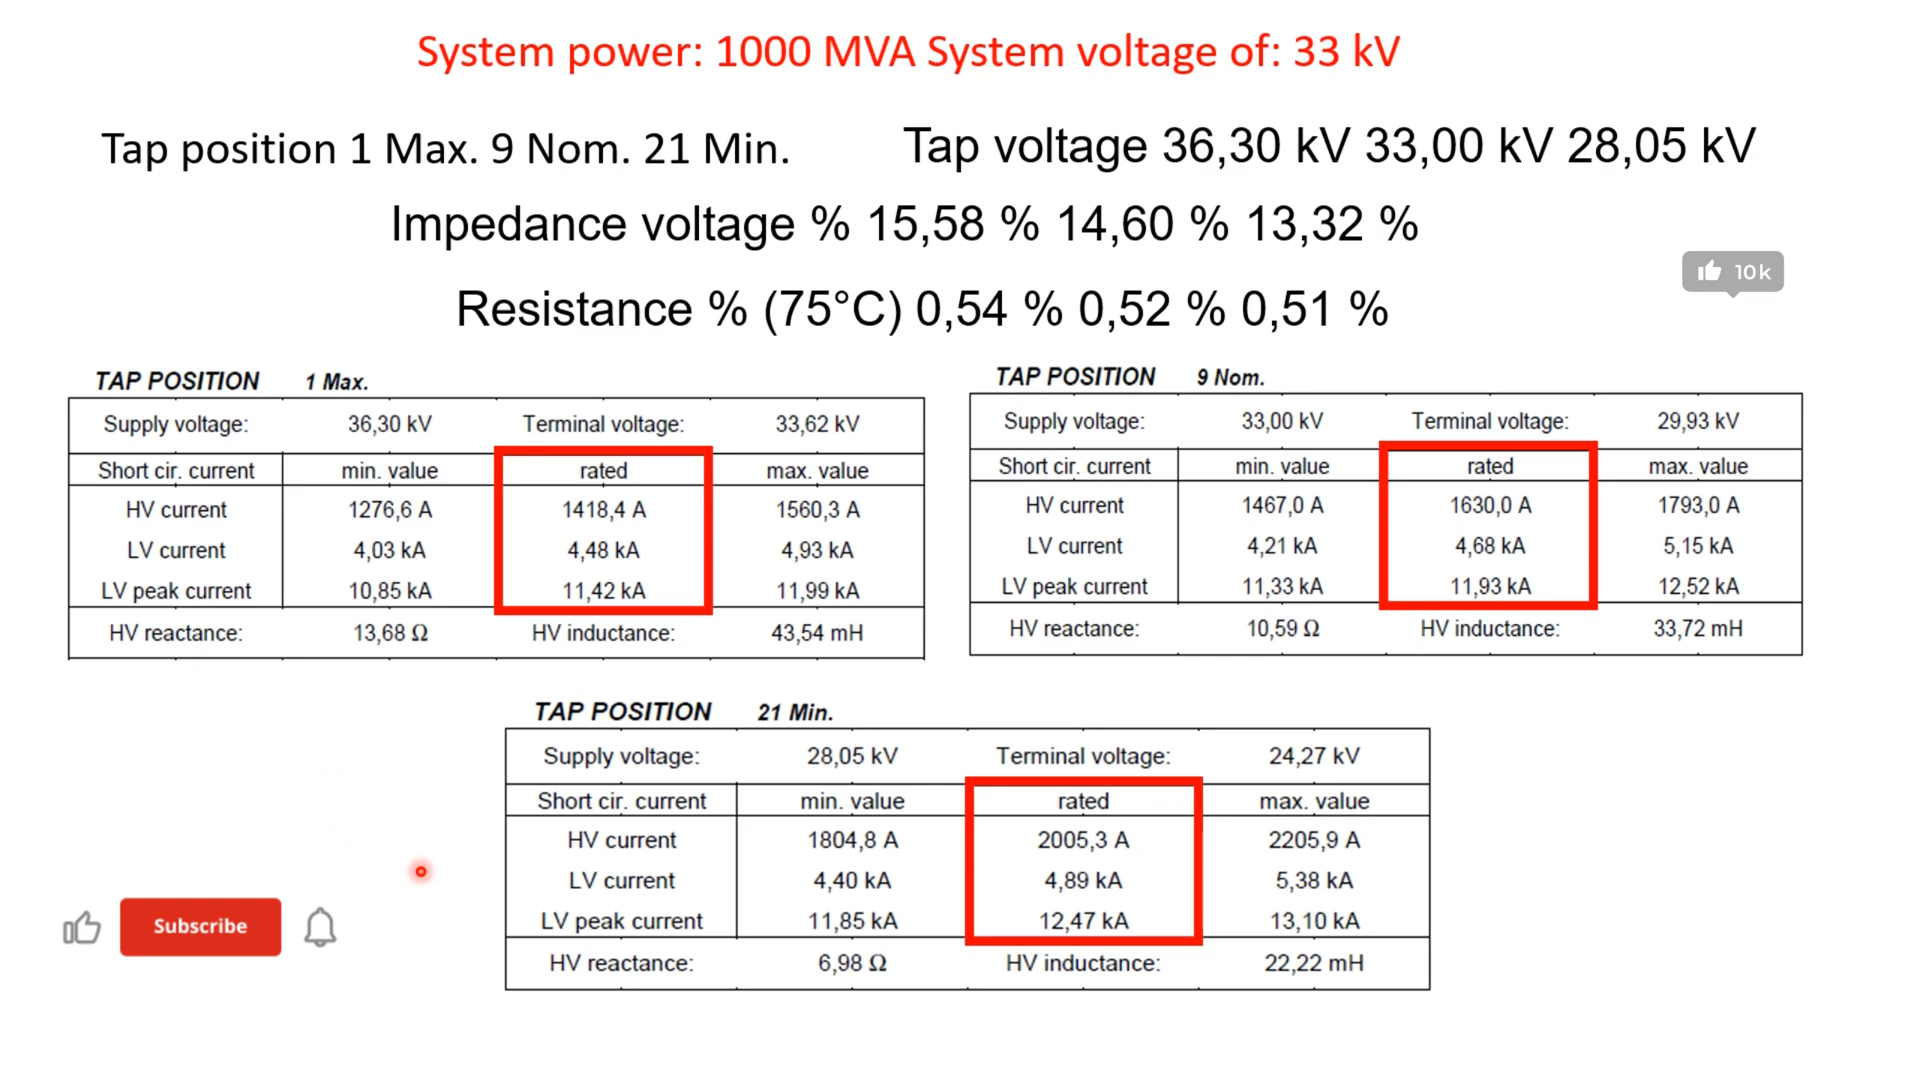 System power: 1000 MVA System voltage of: 33 kV
Tap position 1 Max. 9 Nom. 21 Min.
Tap voltage 36,30 kV 33,00 kV 28,05 kV
Impedance voltage % 15,58 % 14,60 % 13,32 %
10k
Resistance % (75°C) 0,54 % 0,52 % 0,51 %
TAP POSITION 1 Max.
Supply voltage: 36,30 kV Terminal voltage: 33,62 kV
Short cir. current min. value rated max. value
HV current 1276,6 A 1418,4 A 1560,3 A
LV current 4,03 kA 4,48 kA 4,93 kA
LV peak current 10,85 kA 11,42 kA 11,99 kA
HV reactance: 13,68 Ω HV inductance: 43,54 mH
TAP POSITION 9 Nom.
Supply voltage: 33,00 kV Terminal voltage: 29,93 kV
Short cir. current min. value rated max. value
HV current 1467,0 A 1630,0 A 1793,0 A
LV current 4,21 kA 4,68 kA 5,15 kA
LV peak current 11,33 kA 11,93 kA 12,52 kA
HV reactance: 10,59 Ω HV inductance: 33,72 mH
TAP POSITION 21 Min.
Supply voltage: 28,05 kV Terminal voltage: 24,27 kV
Short cir. current min. value rated max. value
HV current 1804,8 A 2005,3 A 2205,9 A
LV current 4,40 kA 4,89 kA 5,38 kA
LV peak current 11,85 kA 12,47 kA 13,10 kA
HV reactance: 6,98 Ω HV inductance: 22,22 mH
Subscribe